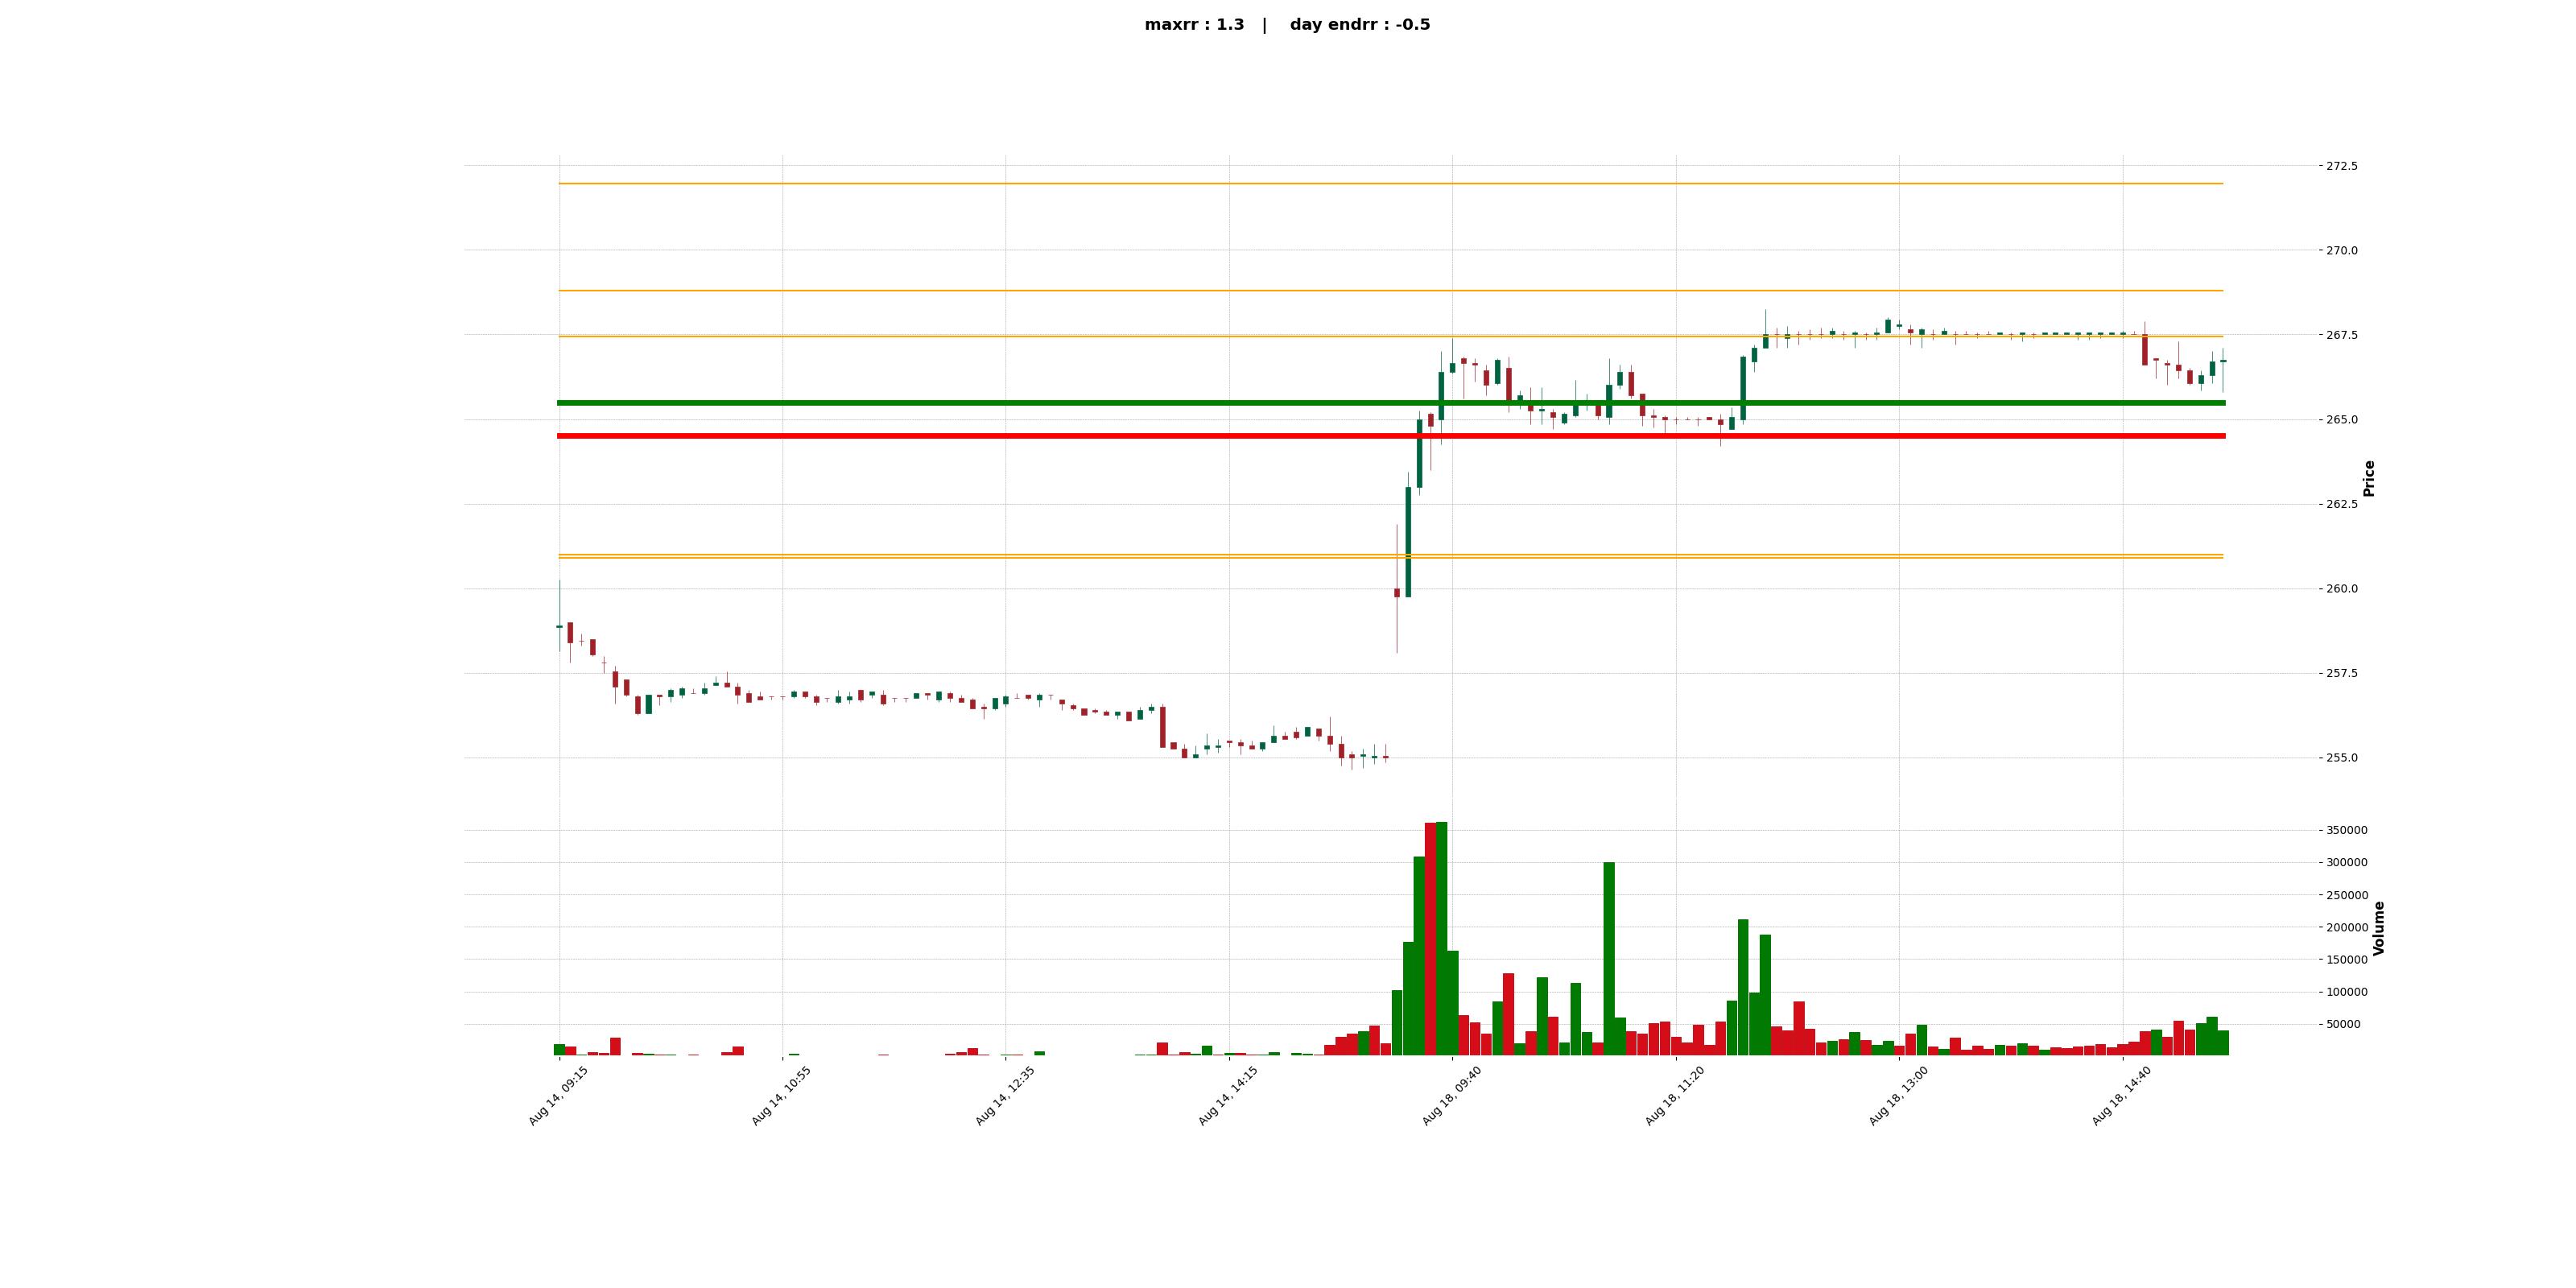 maxrr : 1.3   |    day endrr : -0.5
272.5
270.0
267.5
265.0
262.5
260.0
257.5
255.0
Price
350000
300000
250000
200000
150000
100000
50000
Volume
Aug 14, 09:15
Aug 14, 10:55
Aug 14, 12:35
Aug 14, 14:15
Aug 18, 09:40
Aug 18, 11:20
Aug 18, 13:00
Aug 18, 14:40